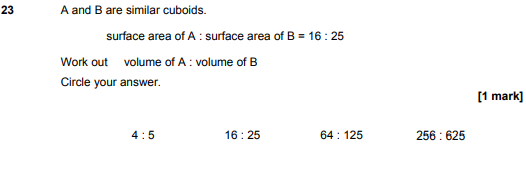 23 A and B are similar cuboids.
surface area of A : surface area of B = 16 : 25
Work out volume of A : volume of B
Circle your answer.
[1 mark]
4 : 5 16 : 25 64 : 125 256 : 625